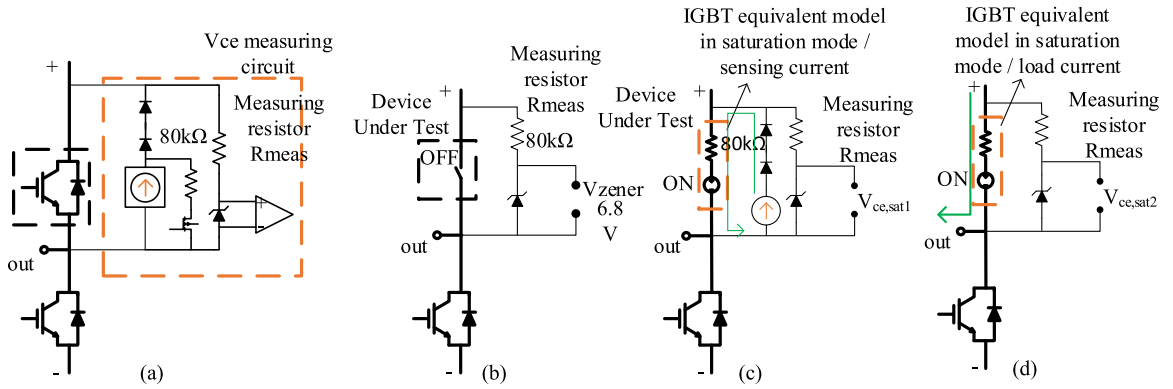 +
Vce measuring
circuit
Measuring
resistor
Rmeas
80kΩ
+
-
out
-
(a)
+
Device
Under Test
OFF
Measuring
resistor
Rmeas
80kΩ
Vzener
6.8
V
out
-
(b)
IGBT equivalent model
in saturation mode /
sensing current
+
Device
Under Test
ON
80kΩ
Measuring
resistor
Rmeas
Vce,sat1
out
-
(c)
IGBT equivalent
model in saturation
mode / load current
+
ON
Measuring
resistor
Rmeas
Vce,sat2
out
-
(d)